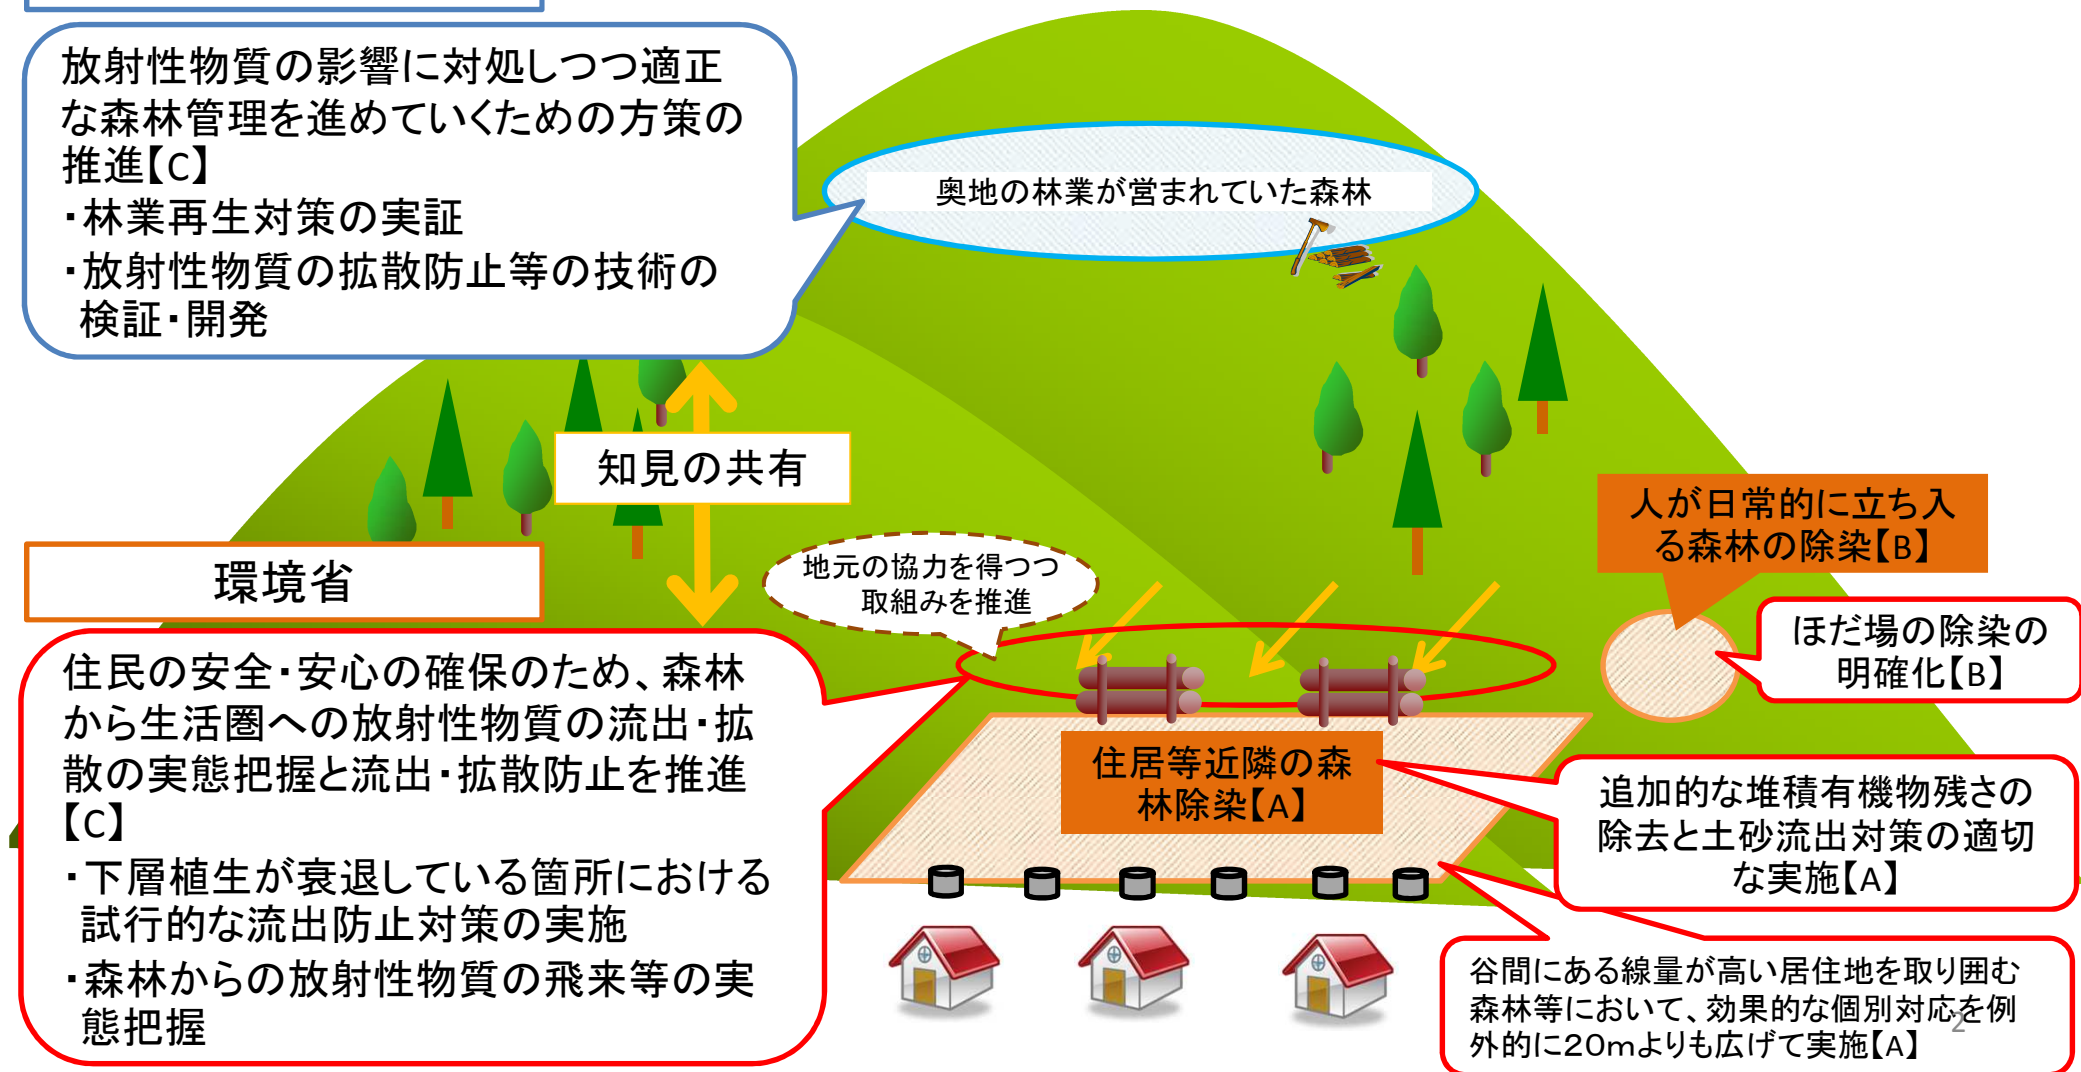 放射性物質の影響に対処しつつ適正
な森林管理を進めていくための方策の
推進【C】
・林業再生対策の実証
・放射性物質の拡散防止等の技術の
検証・開発
奥地の林業が営まれていた森林
知見の共有
人が日常的に立ち入
る森林の除染【B】
環境省
地元の協力を得つつ
取組みを推進
ほだ場の除染の
明確化【B】
住民の安全・安心の確保のため、森林
から生活圏への放射性物質の流出・拡
散の実態把握と流出・拡散防止を推進
【C】
・下層植生が衰退している箇所における
試行的な流出防止対策の実施
・森林からの放射性物質の飛来等の実
態把握
住居等近隣の森
林除染【A】
追加的な堆積有機物残さの
除去と土砂流出対策の適切
な実施【A】
谷間にある線量が高い居住地を取り囲む
森林等において、効果的な個別対応を例
外的に20mよりも広げて実施【A】
2